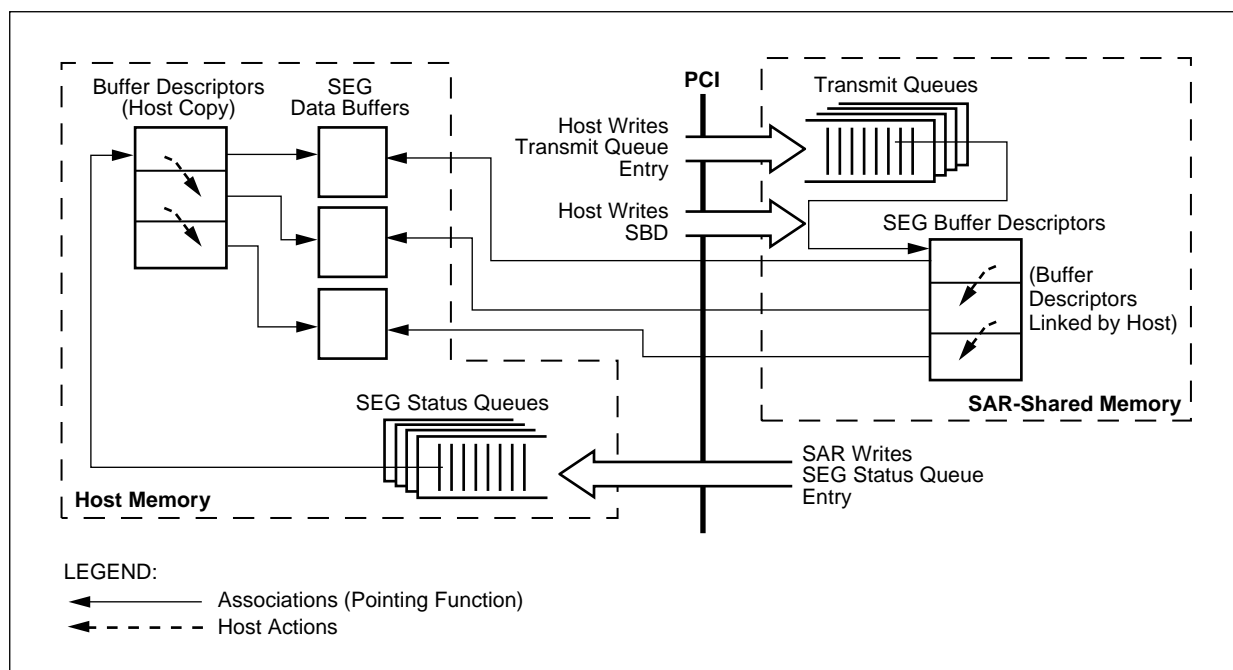 Buffer Descriptors
(Host Copy)
SEG
Data Buffers
PCI
Transmit Queues
Host Writes
Transmit Queue
Entry
Host Writes
SBD
SEG Buffer Descriptors
(Buffer
Descriptors
Linked by Host)
SAR-Shared Memory
SEG Status Queues
SAR Writes
SEG Status Queue
Entry
Host Memory
LEGEND:
Associations (Pointing Function)
Host Actions